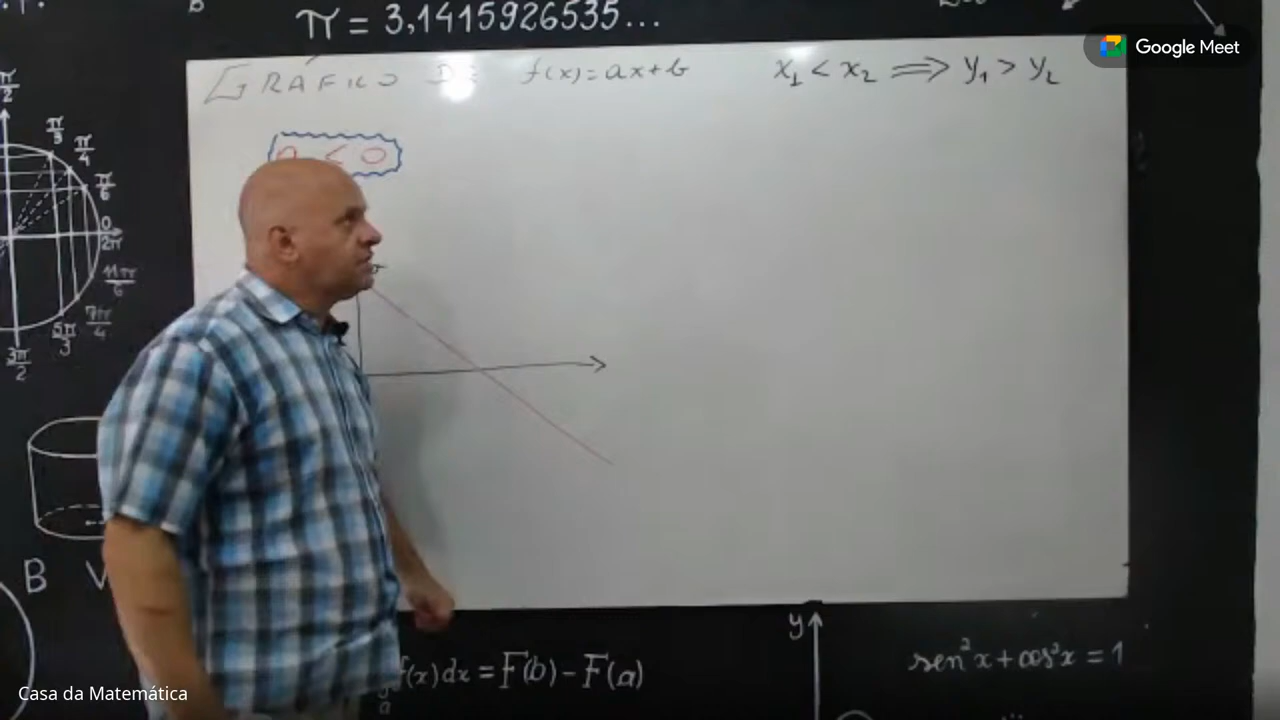 π = 3,1415926535...
Google Meet
GRÁFICO DE f(x) = ax+b
x₁ < x₂ ⟹ y₁ > y₂
a < 0
π/2
π/3
π/4
π/6
0
2π
11π/6
7π/4
5π/3
3π/2
B V
f(x)dx = F(b) - F(a)
a
y
sen²x + cos²x = 1
Casa da Matemática